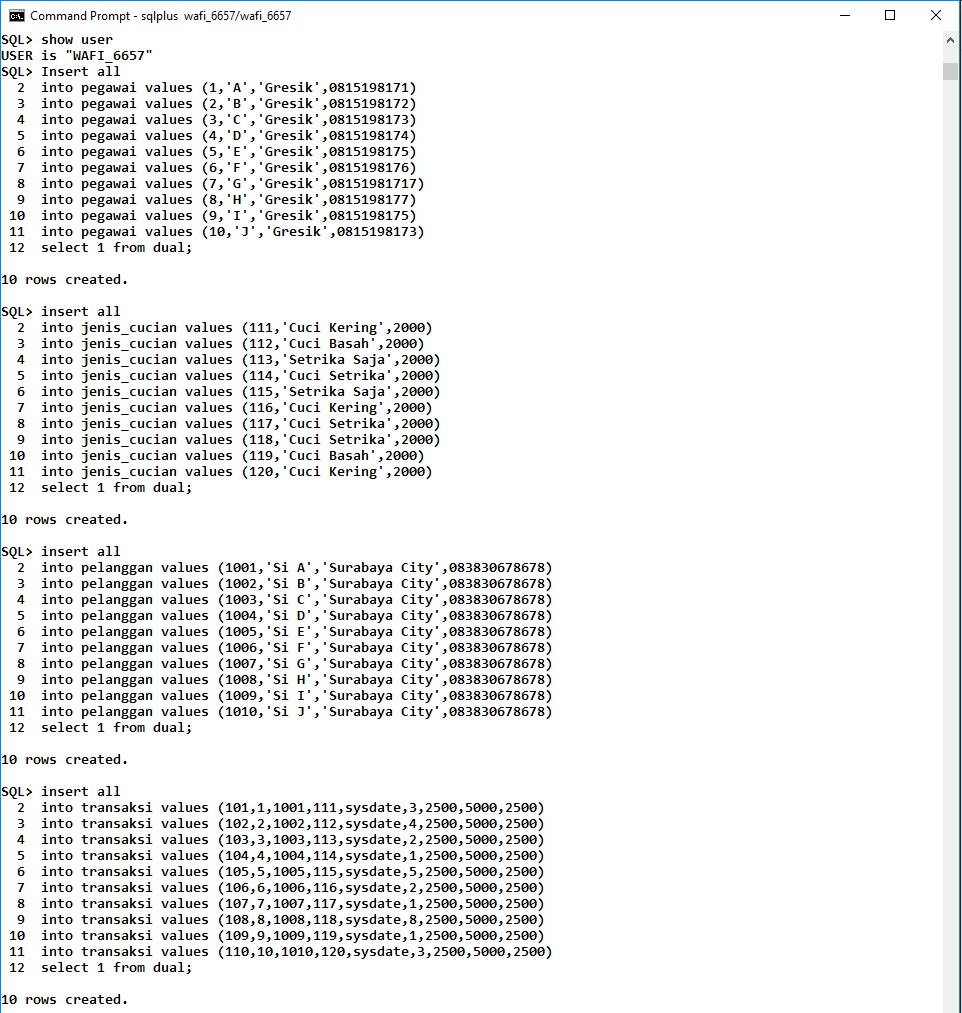 Command Prompt - sqlplus  wafi_6657/wafi_6657
SQL> show user
USER is "WAFI_6657"
SQL> Insert all
  2  into pegawai values (1,'A','Gresik',0815198171)
  3  into pegawai values (2,'B','Gresik',0815198172)
  4  into pegawai values (3,'C','Gresik',0815198173)
  5  into pegawai values (4,'D','Gresik',0815198174)
  6  into pegawai values (5,'E','Gresik',0815198175)
  7  into pegawai values (6,'F','Gresik',0815198176)
  8  into pegawai values (7,'G','Gresik',08151981717)
  9  into pegawai values (8,'H','Gresik',0815198177)
 10  into pegawai values (9,'I','Gresik',0815198175)
 11  into pegawai values (10,'J','Gresik',0815198173)
 12  select 1 from dual;
10 rows created.
SQL> insert all
  2  into jenis_cucian values (111,'Cuci Kering',2000)
  3  into jenis_cucian values (112,'Cuci Basah',2000)
  4  into jenis_cucian values (113,'Setrika Saja',2000)
  5  into jenis_cucian values (114,'Cuci Setrika',2000)
  6  into jenis_cucian values (115,'Setrika Saja',2000)
  7  into jenis_cucian values (116,'Cuci Kering',2000)
  8  into jenis_cucian values (117,'Cuci Setrika',2000)
  9  into jenis_cucian values (118,'Cuci Setrika',2000)
 10  into jenis_cucian values (119,'Cuci Basah',2000)
 11  into jenis_cucian values (120,'Cuci Kering',2000)
 12  select 1 from dual;
10 rows created.
SQL> insert all
  2  into pelanggan values (1001,'Si A','Surabaya City',083830678678)
  3  into pelanggan values (1002,'Si B','Surabaya City',083830678678)
  4  into pelanggan values (1003,'Si C','Surabaya City',083830678678)
  5  into pelanggan values (1004,'Si D','Surabaya City',083830678678)
  6  into pelanggan values (1005,'Si E','Surabaya City',083830678678)
  7  into pelanggan values (1006,'Si F','Surabaya City',083830678678)
  8  into pelanggan values (1007,'Si G','Surabaya City',083830678678)
  9  into pelanggan values (1008,'Si H','Surabaya City',083830678678)
 10  into pelanggan values (1009,'Si I','Surabaya City',083830678678)
 11  into pelanggan values (1010,'Si J','Surabaya City',083830678678)
 12  select 1 from dual;
10 rows created.
SQL> insert all
  2  into transaksi values (101,1,1001,111,sysdate,3,2500,5000,2500)
  3  into transaksi values (102,2,1002,112,sysdate,4,2500,5000,2500)
  4  into transaksi values (103,3,1003,113,sysdate,2,2500,5000,2500)
  5  into transaksi values (104,4,1004,114,sysdate,1,2500,5000,2500)
  6  into transaksi values (105,5,1005,115,sysdate,5,2500,5000,2500)
  7  into transaksi values (106,6,1006,116,sysdate,2,2500,5000,2500)
  8  into transaksi values (107,7,1007,117,sysdate,1,2500,5000,2500)
  9  into transaksi values (108,8,1008,118,sysdate,8,2500,5000,2500)
 10  into transaksi values (109,9,1009,119,sysdate,1,2500,5000,2500)
 11  into transaksi values (110,10,1010,120,sysdate,3,2500,5000,2500)
 12  select 1 from dual;
10 rows created.